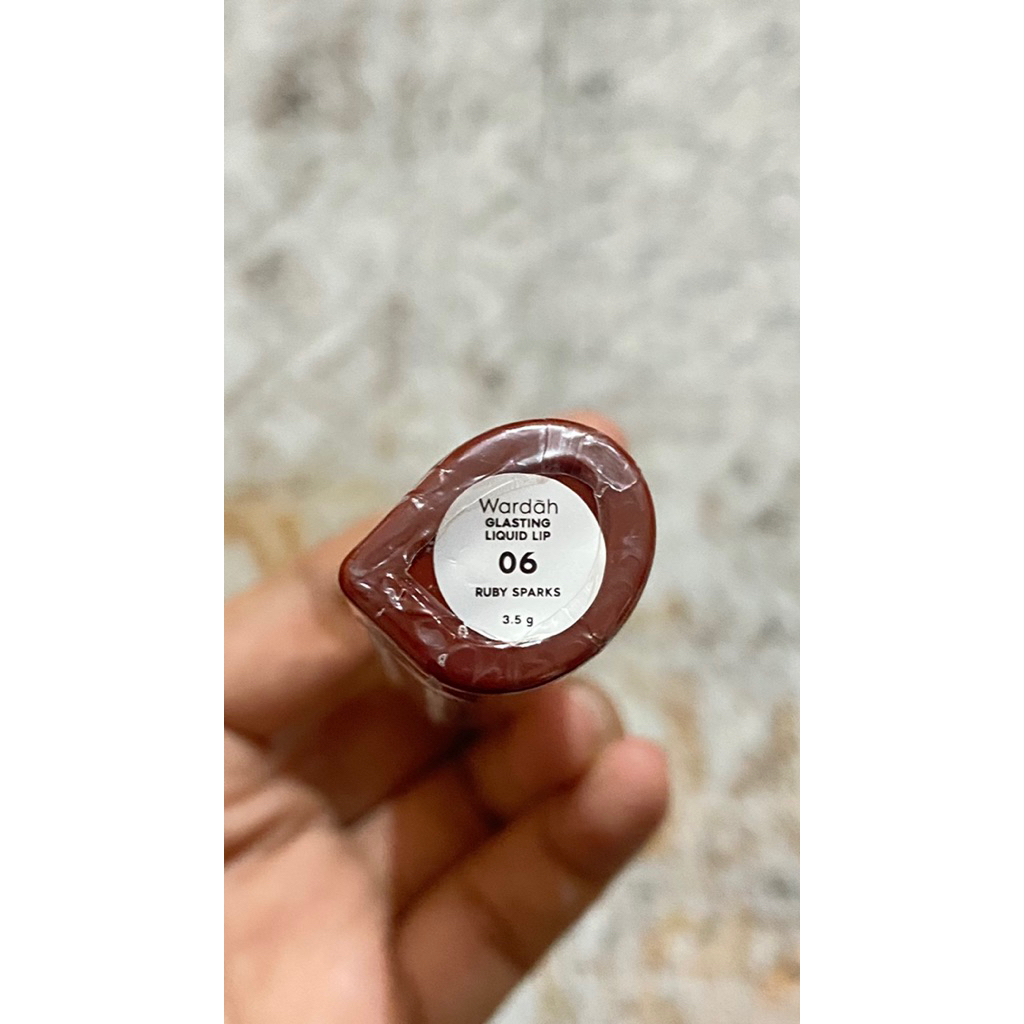 Wardāh
GLASTING
LIQUID LIP
06
RUBY SPARKS
3.5 g